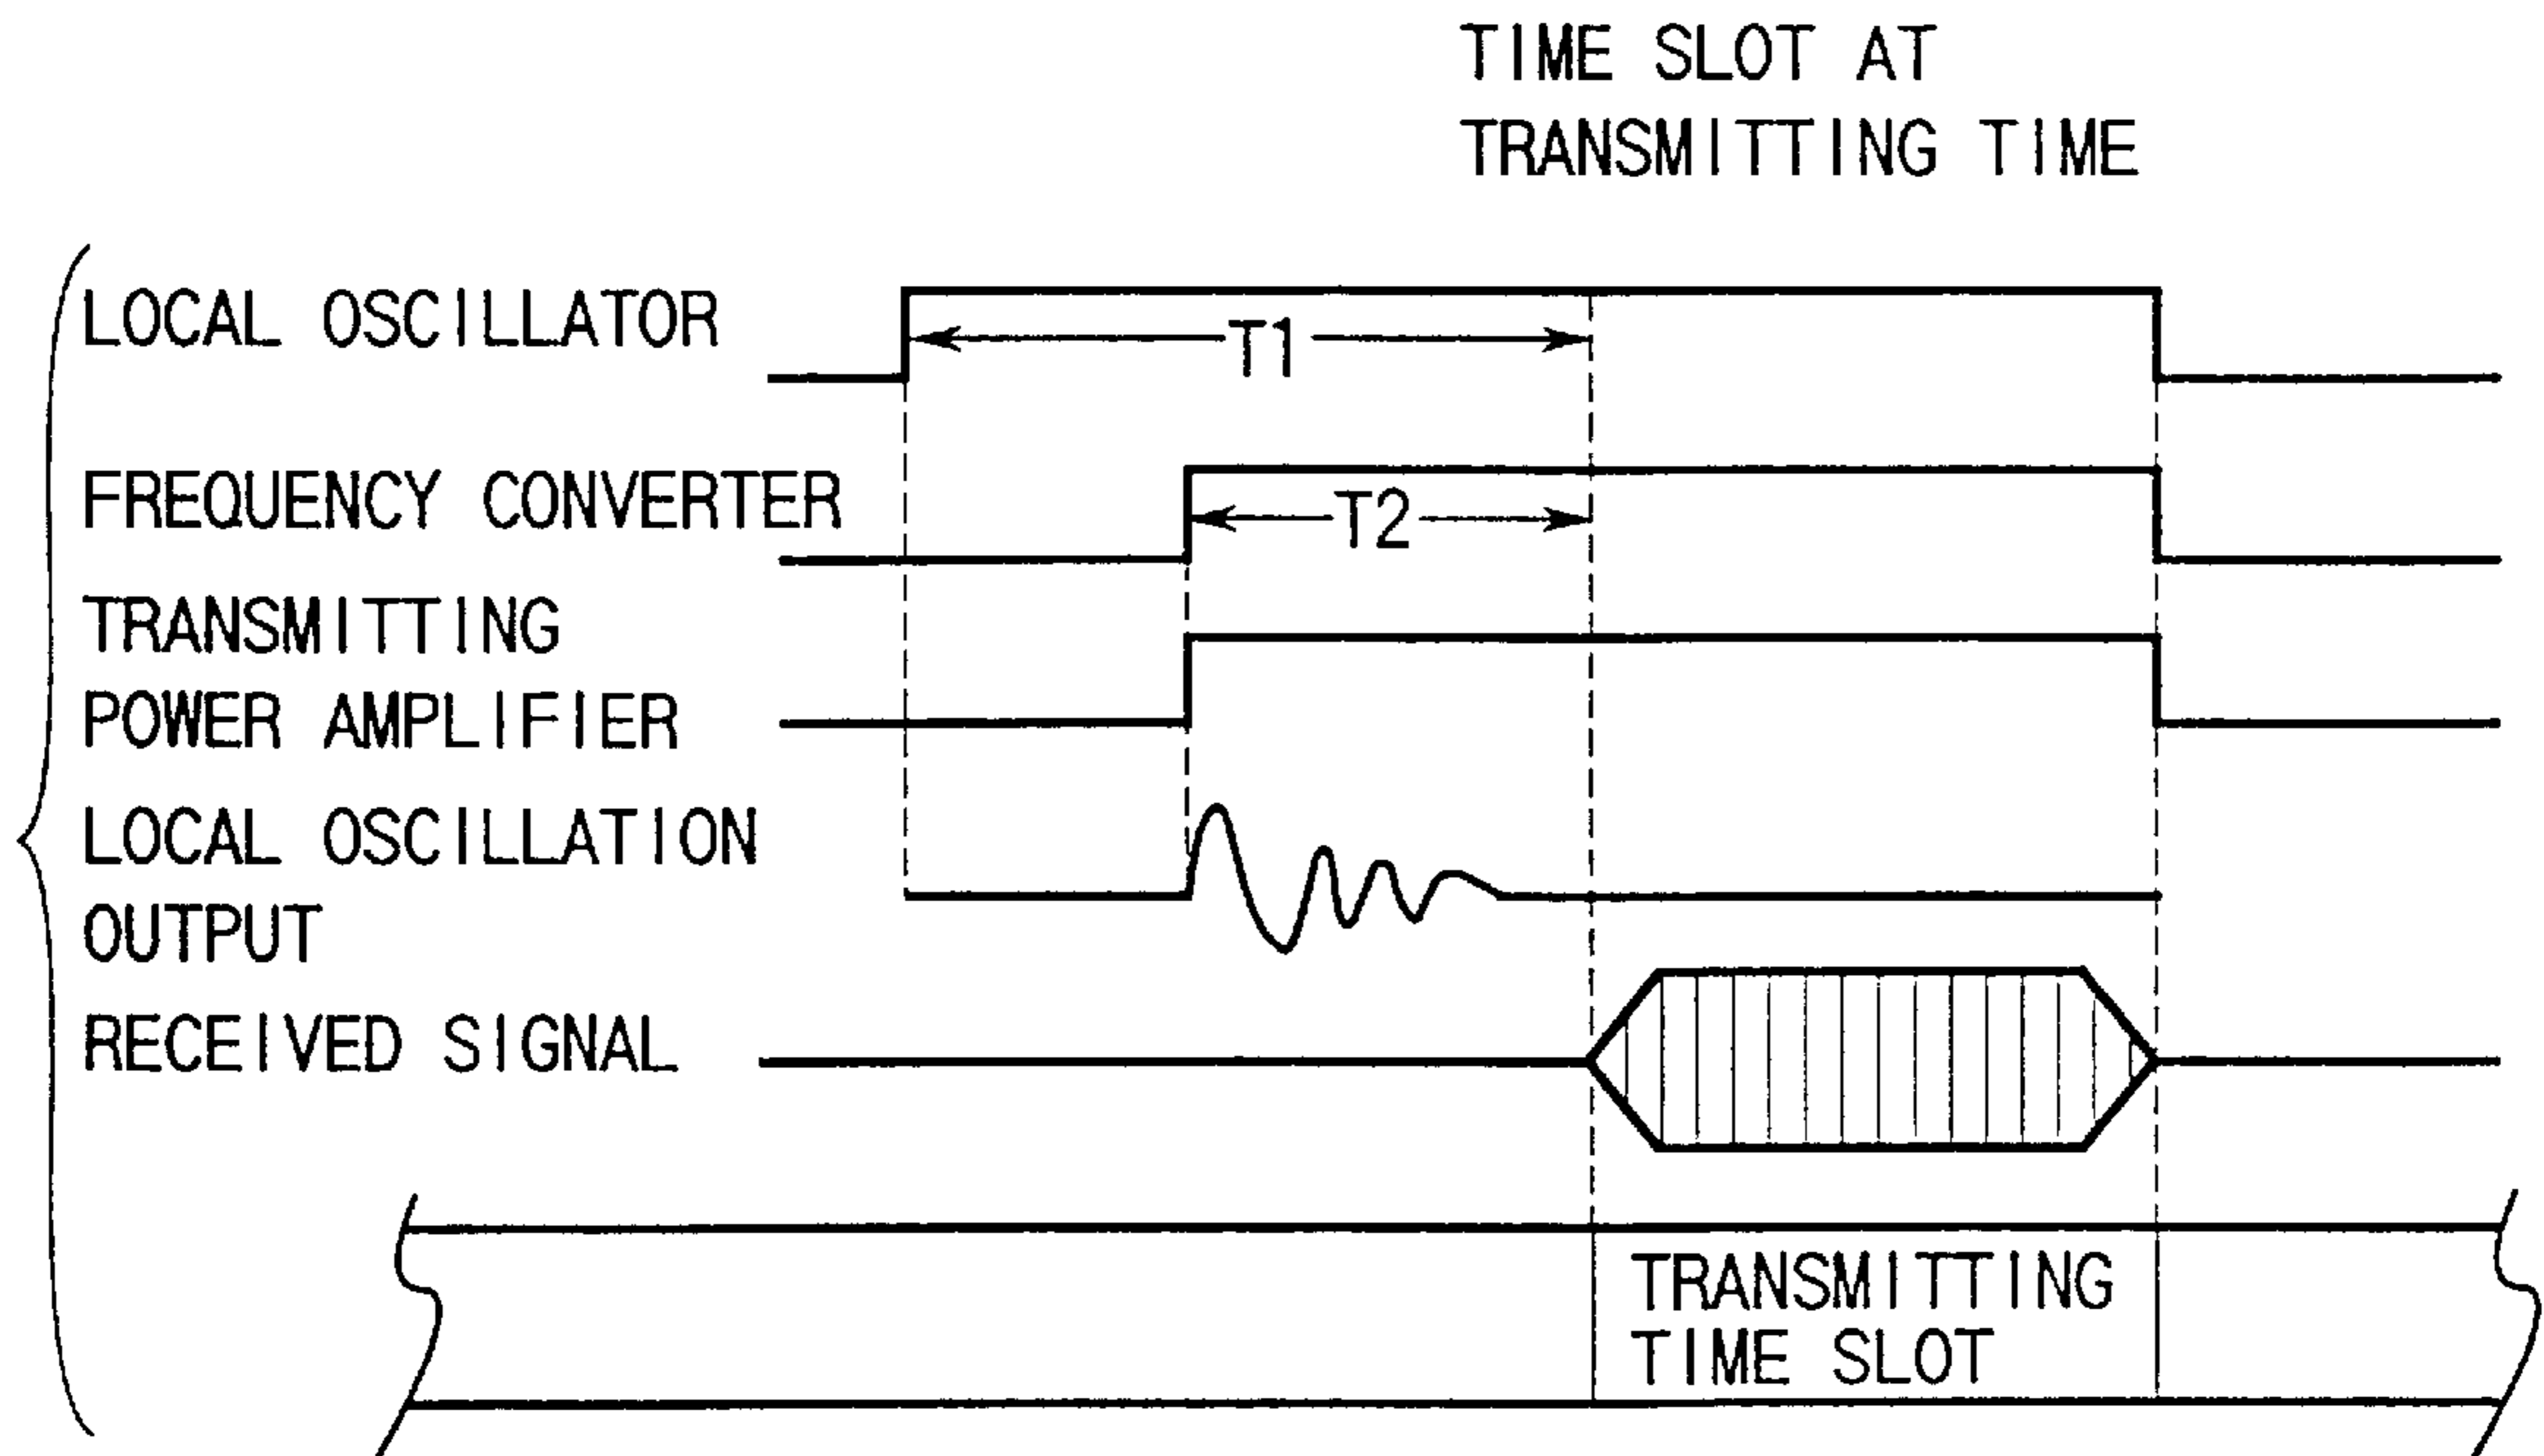 TIME SLOT AT
TRANSMITTING TIME
LOCAL OSCILLATOR
T1
FREQUENCY CONVERTER
T2
TRANSMITTING
POWER AMPLIFIER
LOCAL OSCILLATION
OUTPUT
RECEIVED SIGNAL
TRANSMITTING
TIME SLOT